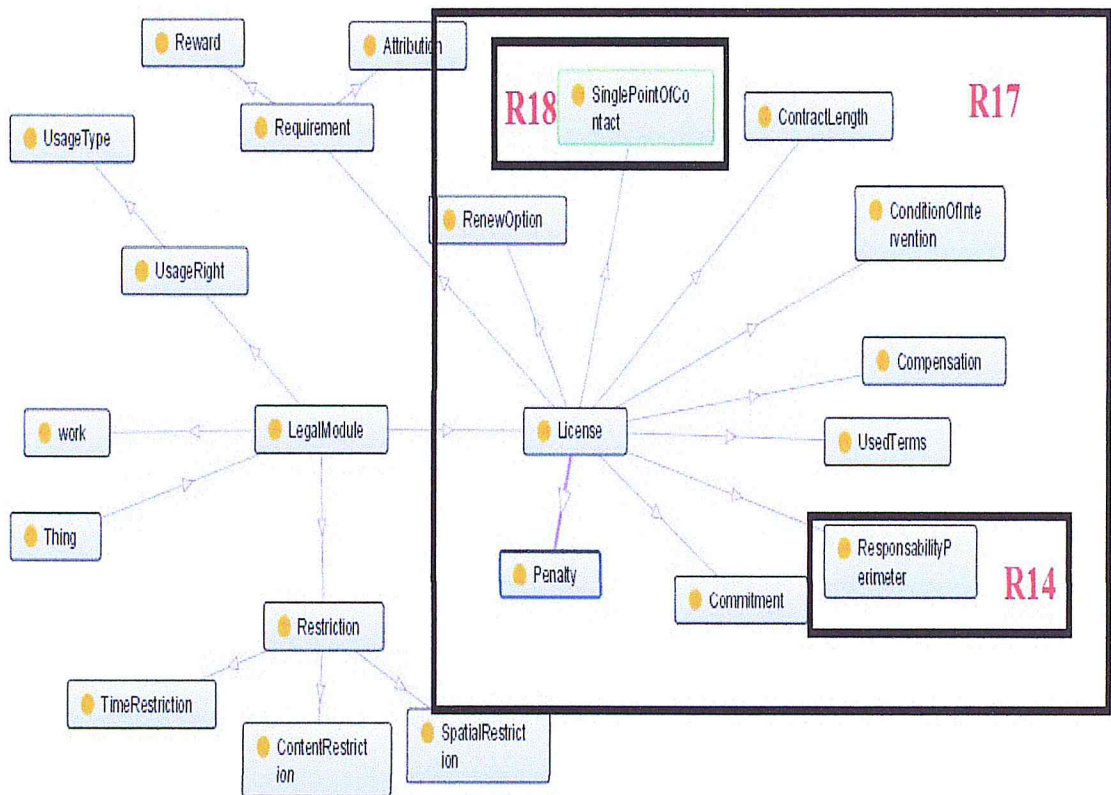 Reward
Attribution
R18
SinglePointOfCo
ntact
R17
ContractLength
Requirement
UsageType
RenewOption
ConditionOfInte
rvention
UsageRight
Compensation
work
LegalModule
License
UsedTerms
Thing
Penalty
Commitment
ResponsabilityP
erimeter
R14
Restriction
TimeRestriction
ContentRestrict
ion
SpatialRestrict
ion